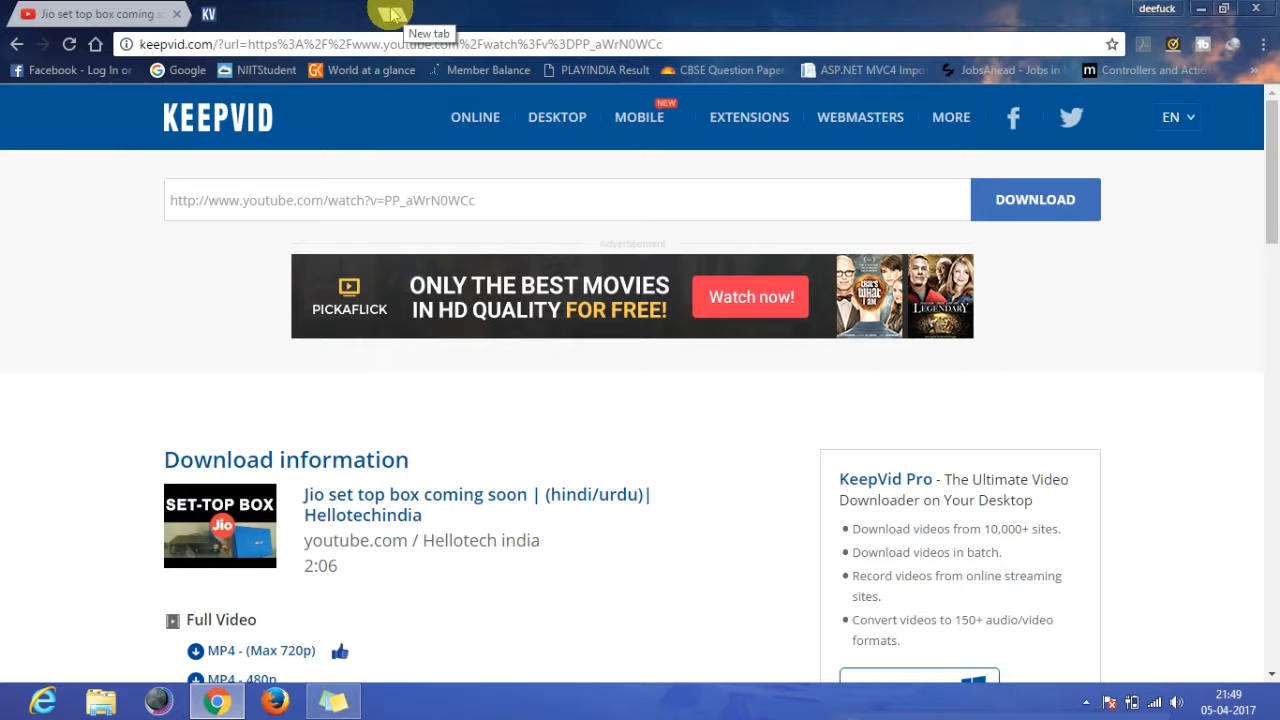 Jio set top box coming s
KV
deefuck
New tab
keepvid.com/?url=https%3A%2F%2Fwww.youtube.com%2Fwatch%3Fv%3DPP_aWrN0WCc
Facebook - Log In or
Google
NIITStudent
World at a glance
Member Balance
PLAYINDIA Result
CBSE Question Pape
ASP.NET MVC4 Impo
JobsAhead - Jobs in
Controllers and Acti
KEEPVID
ONLINE
DESKTOP
MOBILE
NEW
EXTENSIONS
WEBMASTERS
MORE
EN
http://www.youtube.com/watch?v=PP_aWrN0WCc
DOWNLOAD
Advertisement
PICKAFLICK
ONLY THE BEST MOVIES
IN HD QUALITY FOR FREE!
Watch now!
THAT'S
WHAT
I AM
LEGENDARY
Download information
SET-TOP BOX
Jio
Jio set top box coming soon | (hindi/urdu)|
Hellotechindia
youtube.com / Hellotech india
2:06
Full Video
MP4 - (Max 720p)
MP4 - 480p
KeepVid Pro - The Ultimate Video
Downloader on Your Desktop
Download videos from 10,000+ sites.
Download videos in batch.
Record videos from online streaming
sites.
Convert videos to 150+ audio/video
formats.
21:49
05-04-2017